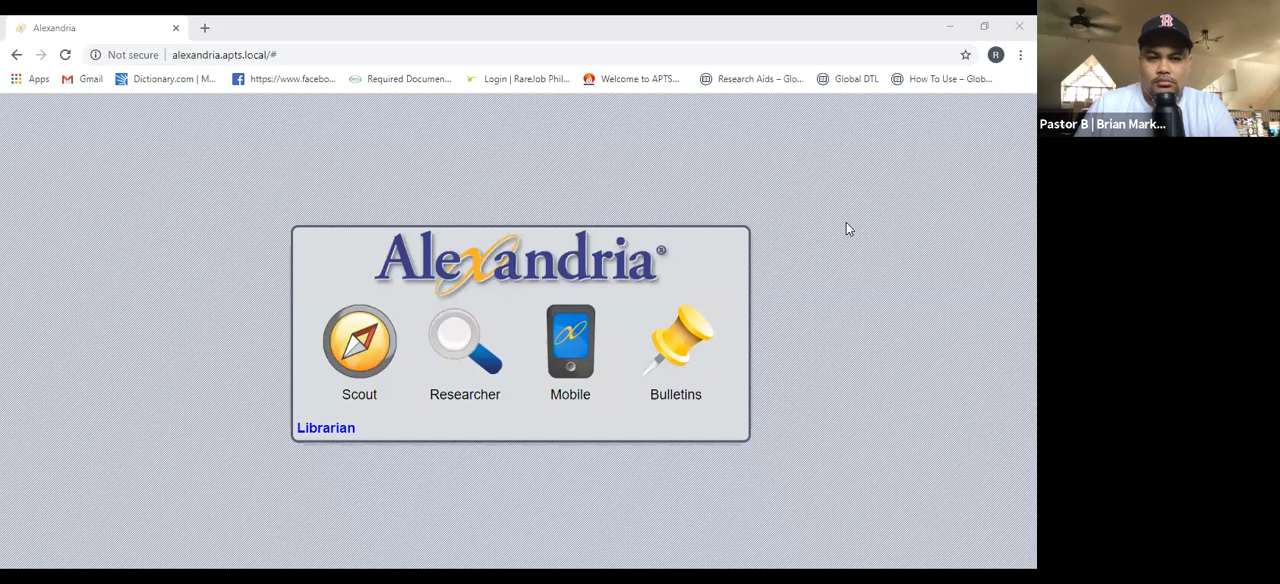 Alexandria
Not secure | alexandria.apts.local/#
R
Apps Gmail Dictionary.com | M... https://www.facebo... Required Documen... Login | RareJob Phil... Welcome to APTS... Research Aids – Glo... Global DTL How To Use – Glob...
B
Pastor B | Brian Mark...
Alexandria®
Scout Researcher Mobile Bulletins
Librarian